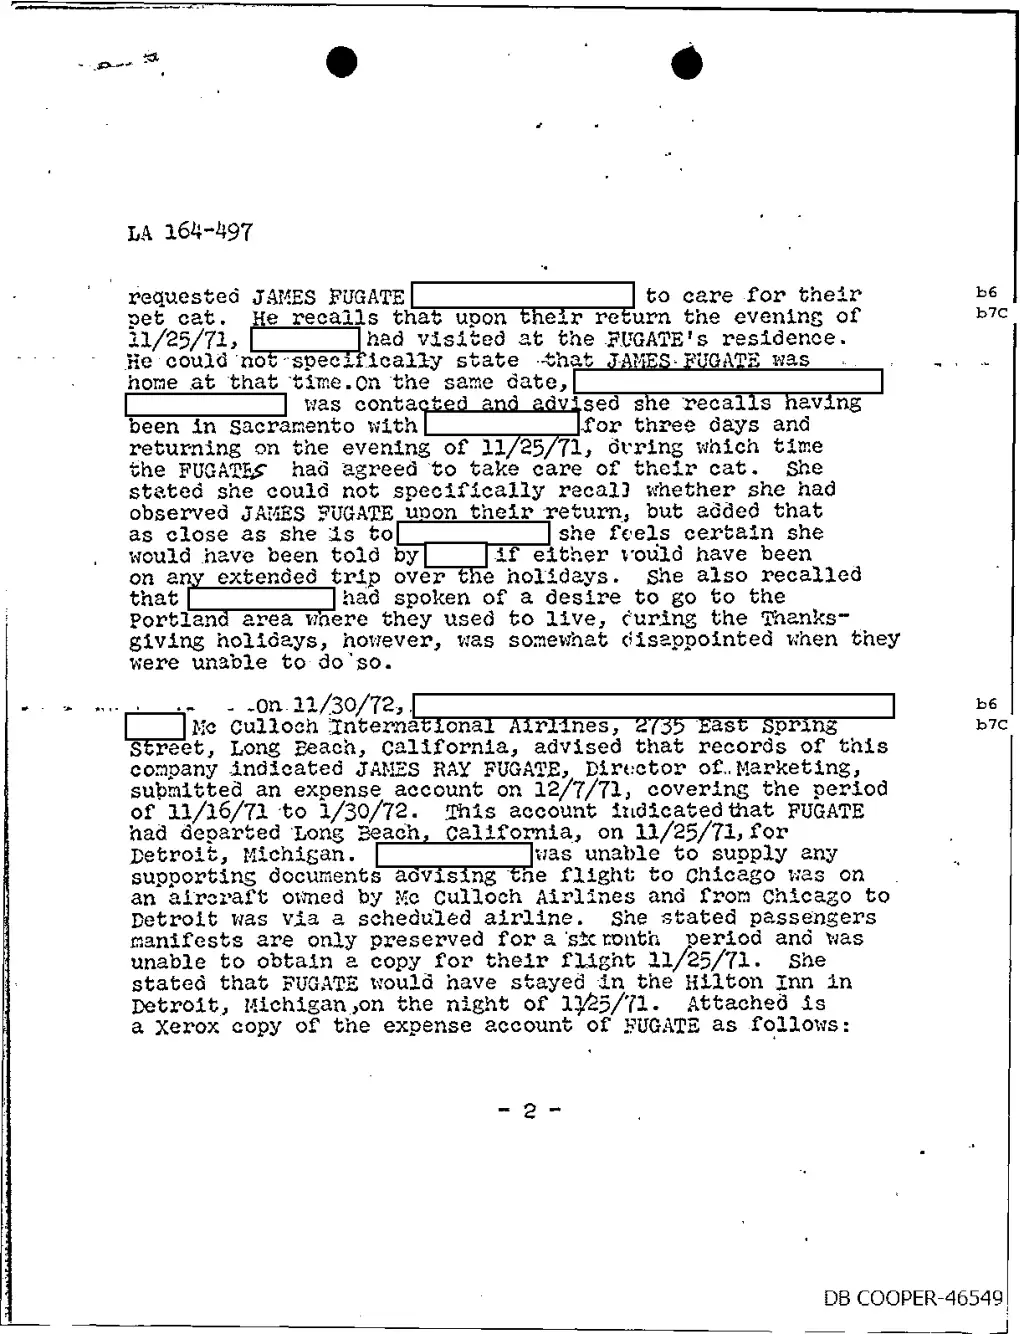 LA 164-497
requested JAMES FUGATE to care for their b6
pet cat. He recalls that upon their return the evening of b7C
11/25/71, had visited at the FUGATE's residence.
He could not specifically state that JAMES FUGATE was
home at that time.On the same date,
was contacted and advised she recalls having
been in Sacramento with for three days and
returning on the evening of 11/25/71, during which time
the FUGATES had agreed to take care of their cat. She
stated she could not specifically recall whether she had
observed JAMES FUGATE upon their return, but added that
as close as she is to she feels certain she
would have been told by if either would have been
on any extended trip over the holidays. She also recalled
that had spoken of a desire to go to the
Portland area where they used to live, during the Thanks-
giving holidays, however, was somewhat disappointed when they
were unable to do so.
On 11/30/72, b6
Mc Culloch International Airlines, 2735 East Spring b7C
Street, Long Beach, California, advised that records of this
company indicated JAMES RAY FUGATE, Director of Marketing,
submitted an expense account on 12/7/71, covering the period
of 11/16/71 to 1/30/72. This account indicated that FUGATE
had departed Long Beach, California, on 11/25/71, for
Detroit, Michigan. was unable to supply any
supporting documents advising the flight to Chicago was on
an aircraft owned by Mc Culloch Airlines and from Chicago to
Detroit was via a scheduled airline. She stated passengers
manifests are only preserved for a six month period and was
unable to obtain a copy for their flight 11/25/71. She
stated that FUGATE would have stayed in the Hilton Inn in
Detroit, Michigan,on the night of 11/25/71. Attached is
a Xerox copy of the expense account of FUGATE as follows:
- 2 -
DB COOPER-46549